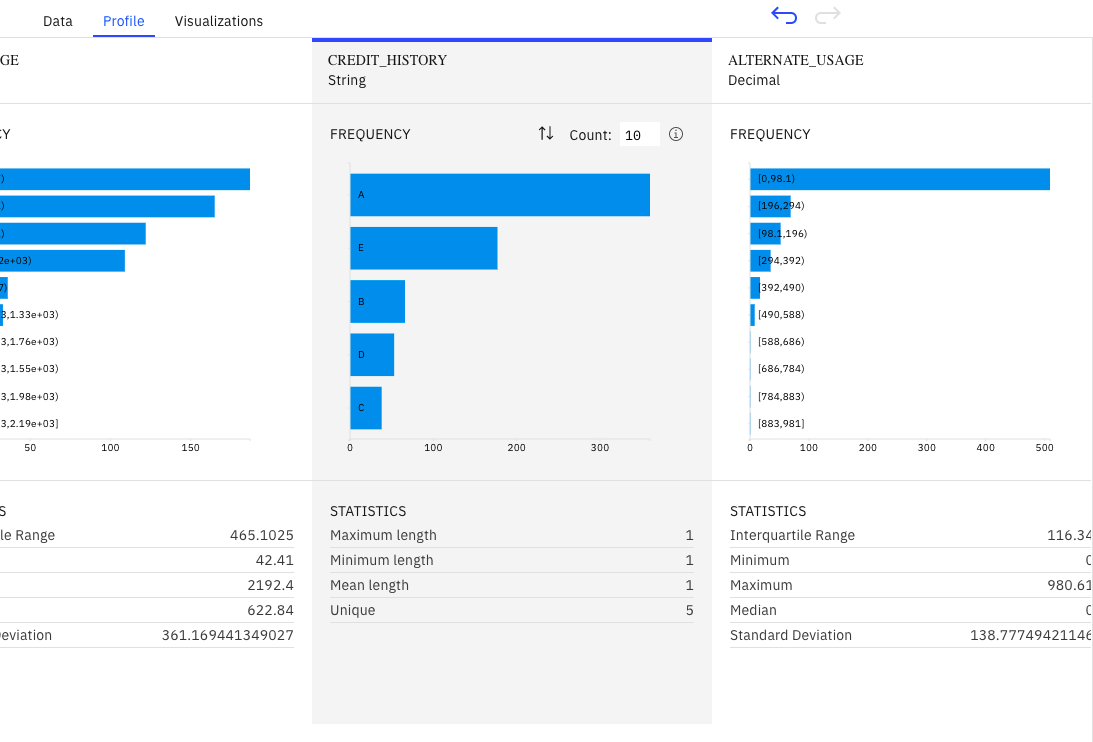 Data Profile Visualizations
GE
CREDIT_HISTORY
String
ALTERNATE_USAGE
Decimal
CY
FREQUENCY
Count: 10
FREQUENCY
)
)
)
2e+03)
7)
3,1.33e+03)
3,1.76e+03)
3,1.55e+03)
3,1.98e+03)
3,2.19e+03]
50 100 150
A
E
B
D
C
0 100 200 300
[0,98.1)
[196,294)
[98.1,196)
[294,392)
[392,490)
[490,588)
[588,686)
[686,784)
[784,883)
[883,981]
0 100 200 300 400 500
S
le Range 465.1025
42.41
2192.4
622.84
eviation 361.169441349027
STATISTICS
Maximum length 1
Minimum length 1
Mean length 1
Unique 5
STATISTICS
Interquartile Range 116.34
Minimum 0
Maximum 980.61
Median 0
Standard Deviation 138.77749421146